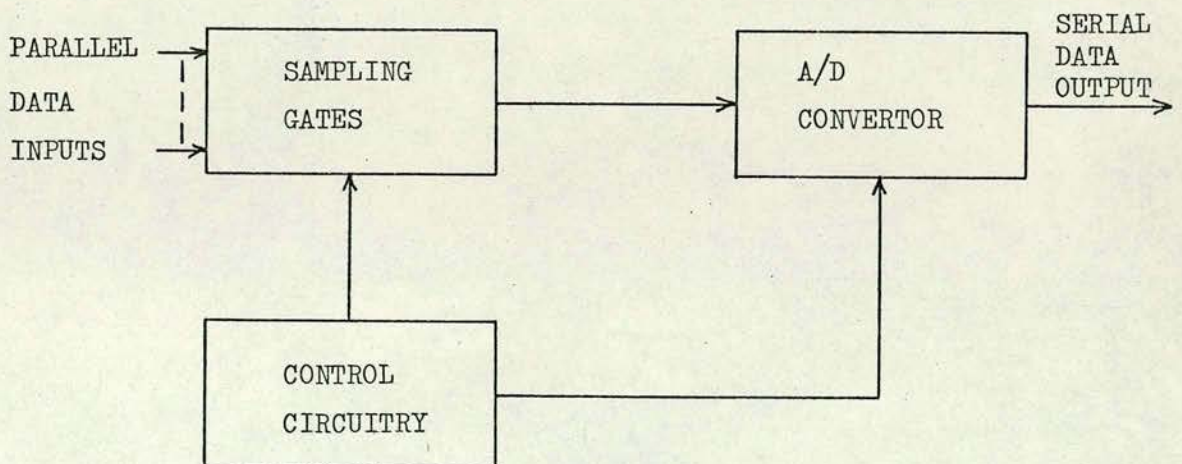 PARALLEL
DATA
INPUTS
SAMPLING
GATES
A/D
CONVERTOR
SERIAL
DATA
OUTPUT
CONTROL
CIRCUITRY